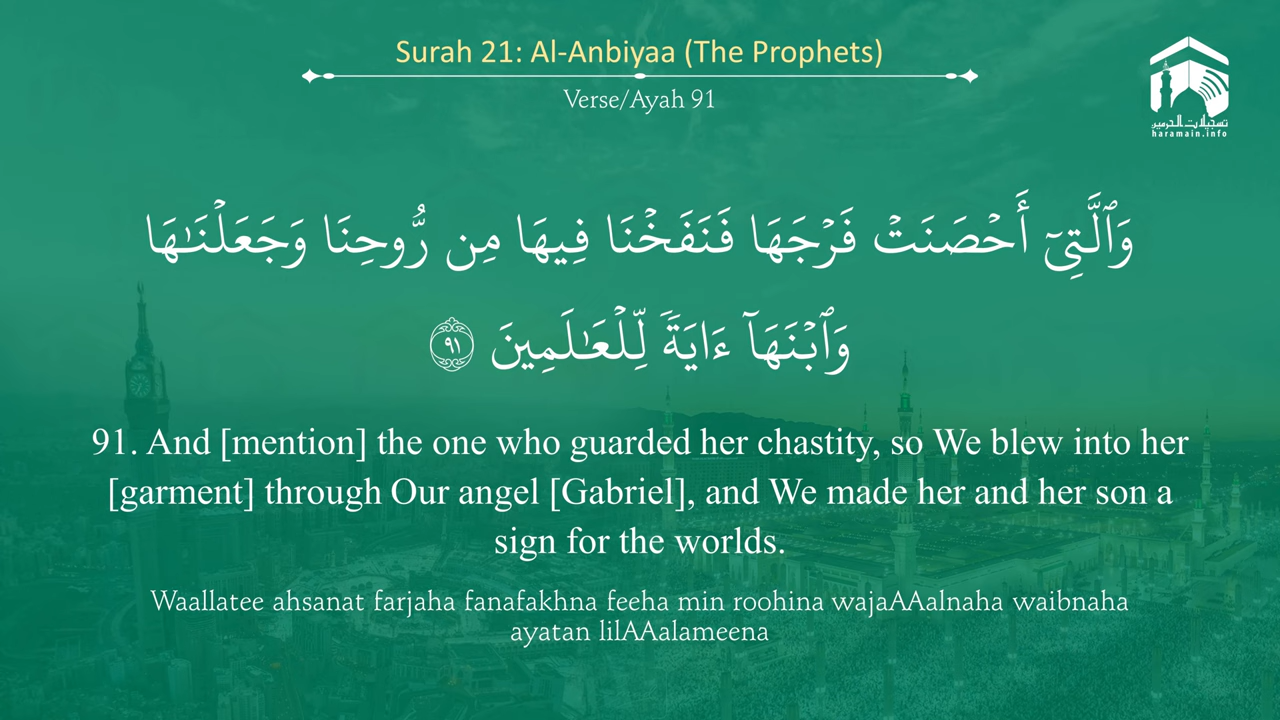 Surah 21: Al-Anbiyaa (The Prophets)
Verse/Ayah 91
تسجيلات الحرمين
haramain.info
وَٱلَّتِىٓ أَحْصَنَتْ فَرْجَهَا فَنَفَخْنَا فِيهَا مِن رُّوحِنَا وَجَعَلْنَـٰهَا
وَٱبْنَهَآ ءَايَةً لِّلْعَـٰلَمِينَ ٩١
91. And [mention] the one who guarded her chastity, so We blew into her
[garment] through Our angel [Gabriel], and We made her and her son a
sign for the worlds.
Waallatee ahsanat farjaha fanafakhna feeha min roohina wajaAAalnaha waibnaha
ayatan lilAAalameena